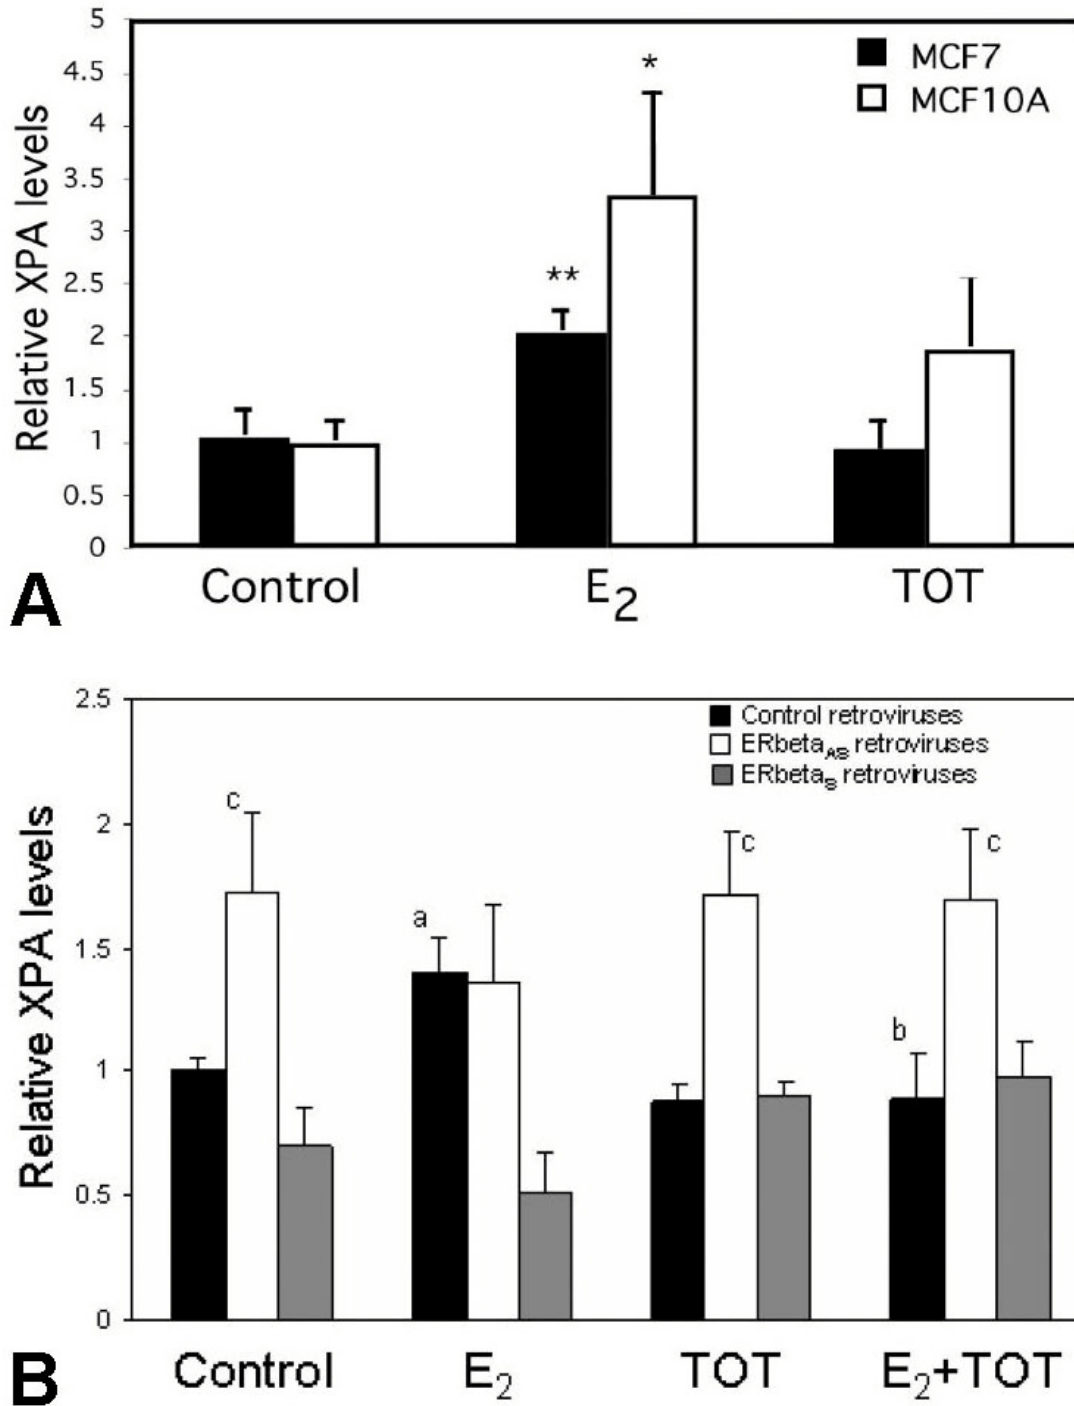 5
4.5
4
3.5
3
2.5
2
1.5
1
0.5
0
Relative XPA levels
MCF7
MCF10A
*
**
Control E2 TOT
A
2.5
2
1.5
1
0.5
0
Relative XPA levels
Control retroviruses
ERbetaAS retroviruses
ERbetaS retroviruses
c
a
c
b
c
Control E2 TOT E2+TOT
B